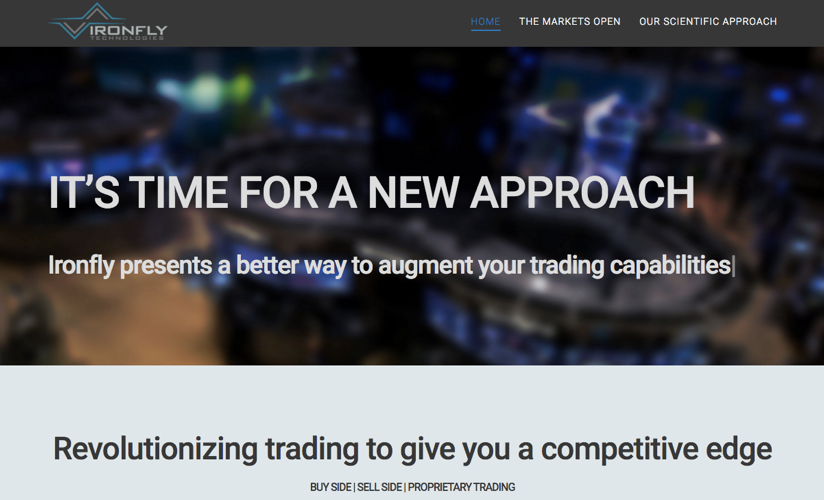 IRONFLY
TECHNOLOGIES
HOME
THE MARKETS OPEN
OUR SCIENTIFIC APPROACH
IT’S TIME FOR A NEW APPROACH
Ironfly presents a better way to augment your trading capabilities|
Revolutionizing trading to give you a competitive edge
BUY SIDE | SELL SIDE | PROPRIETARY TRADING